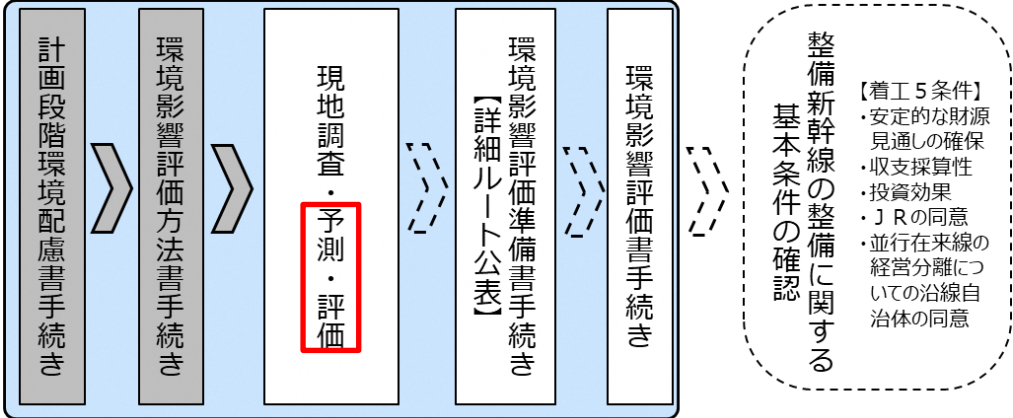 計画段階環境配慮書手続き
環境影響評価方法書手続き
現地調査・予測・評価
環境影響評価準備書手続き
【詳細ルート公表】
環境影響評価書手続き
整備新幹線の整備に関する
基本条件の確認
【着工５条件】
・安定的な財源
見通しの確保
・収支採算性
・投資効果
・ＪＲの同意
・並行在来線の
経営分離につ
いての沿線自
治体の同意